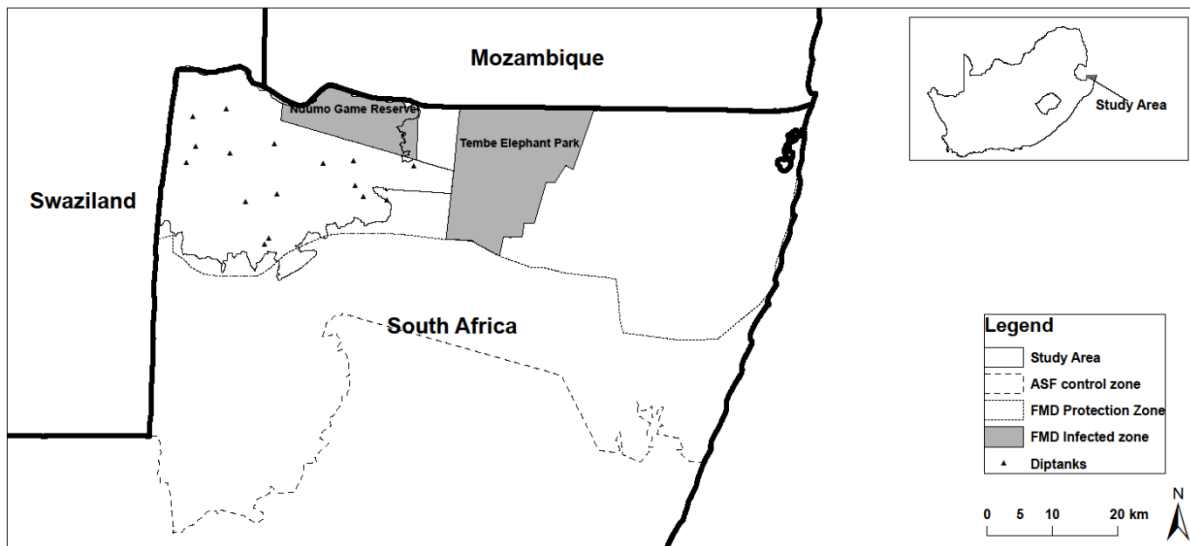 Mozambique
Ndumo Game Reserve
Tembe Elephant Park
Swaziland
South Africa
Study Area
Legend
Study Area
ASF control zone
FMD Protection Zone
FMD Infected zone
Diptanks
N
0 5 10 20 km